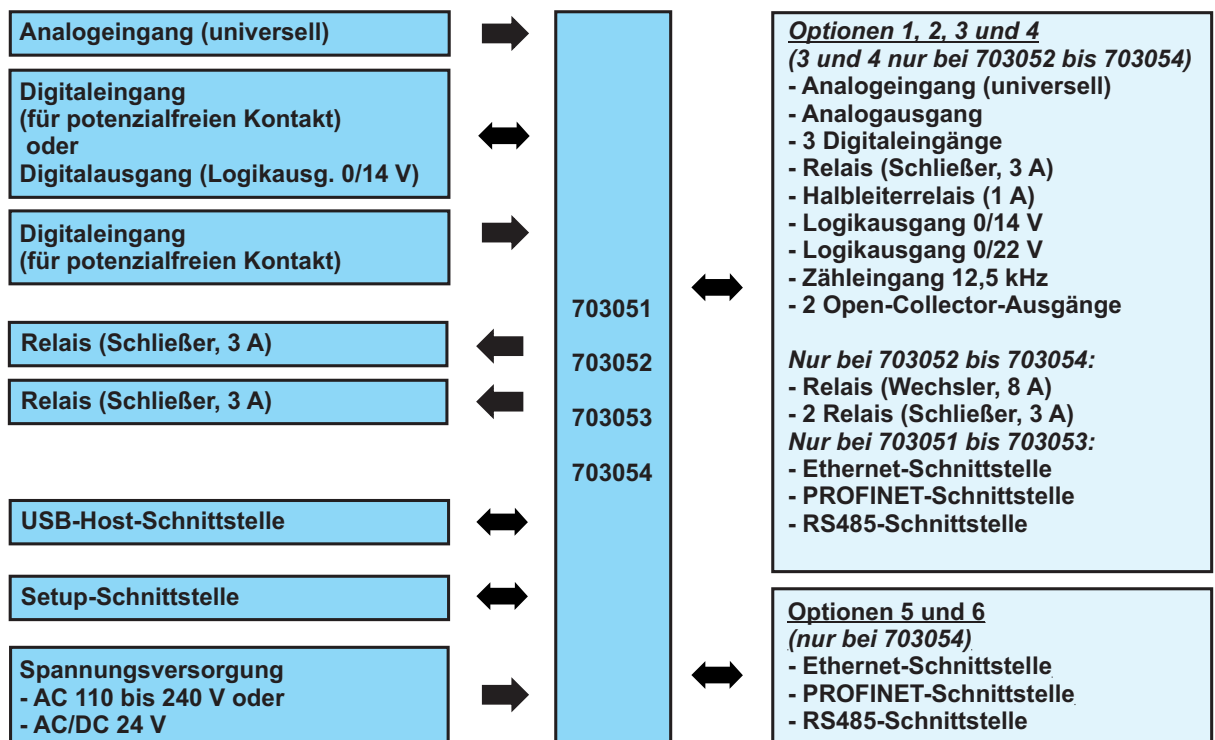 Analogeingang (universell)
Digitaleingang
(für potenzialfreien Kontakt)
oder
Digitalausgang (Logikausg. 0/14 V)
Digitaleingang
(für potenzialfreien Kontakt)
Relais (Schließer, 3 A)
Relais (Schließer, 3 A)
USB-Host-Schnittstelle
Setup-Schnittstelle
Spannungsversorgung
- AC 110 bis 240 V oder
- AC/DC 24 V
703051
703052
703053
703054
Optionen 1, 2, 3 und 4
(3 und 4 nur bei 703052 bis 703054)
- Analogeingang (universell)
- Analogausgang
- 3 Digitaleingänge
- Relais (Schließer, 3 A)
- Halbleiterrelais (1 A)
- Logikausgang 0/14 V
- Logikausgang 0/22 V
- Zähleingang 12,5 kHz
- 2 Open-Collector-Ausgänge
Nur bei 703052 bis 703054:
- Relais (Wechsler, 8 A)
- 2 Relais (Schließer, 3 A)
Nur bei 703051 bis 703053:
- Ethernet-Schnittstelle
- PROFINET-Schnittstelle
- RS485-Schnittstelle
Optionen 5 und 6
(nur bei 703054)
- Ethernet-Schnittstelle
- PROFINET-Schnittstelle
- RS485-Schnittstelle